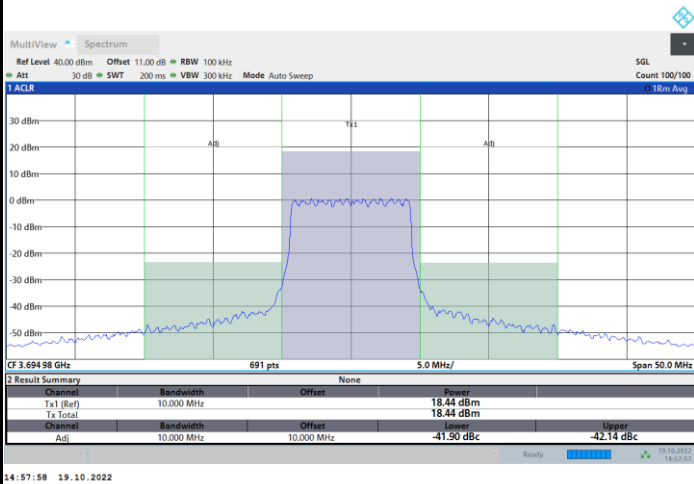 MultiView Spectrum
Ref Level 40.00 dBm Offset 11.00 dB RBW 100 kHz SGL
Att 30 dB SWT 200 ms VBW 300 kHz Mode Auto Sweep Count 100/100
1 ACLR 1Rm Avg
30 dBm
Tx1
20 dBm
Adj Adj
10 dBm
0 dBm
-10 dBm
-20 dBm
-30 dBm
-40 dBm
-50 dBm
CF 3.694 98 GHz 691 pts 5.0 MHz/ Span 50.0 MHz
2 Result Summary None
Channel Bandwidth Offset Power
Tx1 (Ref) 10.000 MHz 18.44 dBm
Tx Total 18.44 dBm
Channel Bandwidth Offset Lower Upper
Adj 10.000 MHz 10.000 MHz -41.90 dBc -42.14 dBc
Ready 19.10.2022
14:57:57
14:57:58 19.10.2022